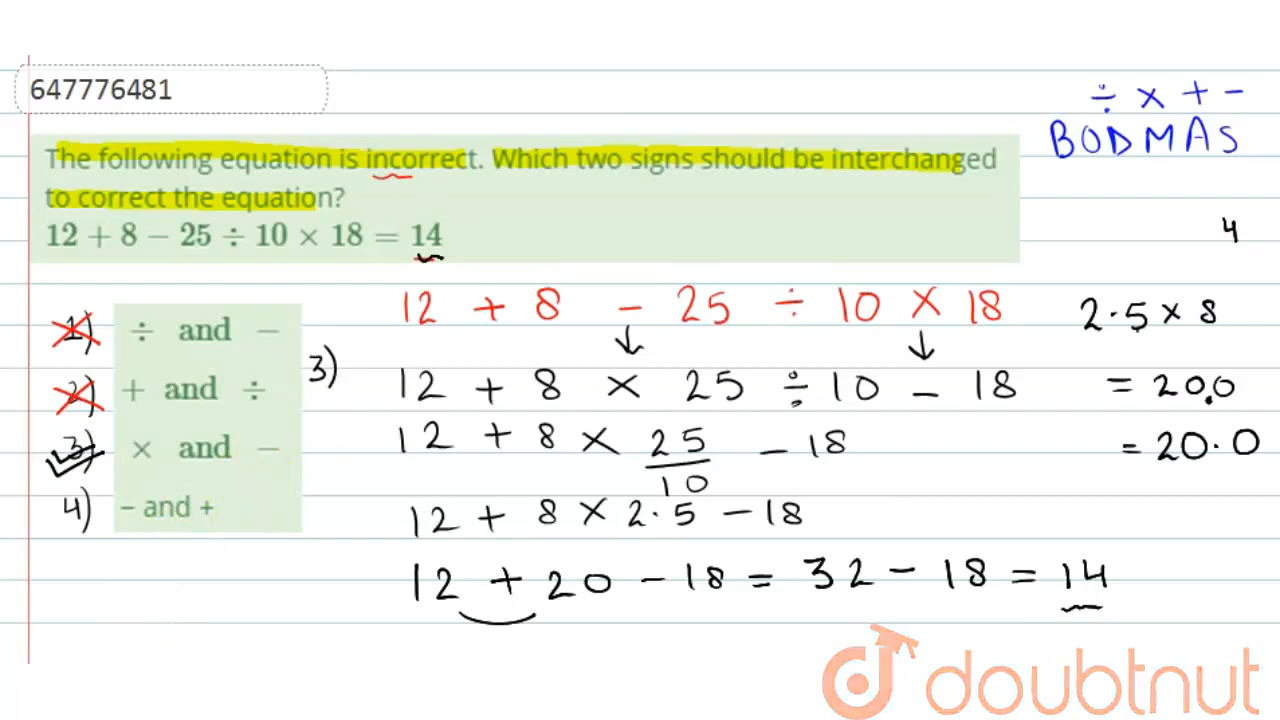 647776481
÷ x + -
BODMAS
The following equation is incorrect. Which two signs should be interchanged
to correct the equation?
12 + 8 − 25 ÷ 10 × 18 = 14
4
1) ÷ and −
2) + and ÷
3) × and −
4) – and +
12 + 8 - 25 ÷ 10 × 18
↓ ↓
3) 12 + 8 × 25 ÷ 10 - 18
12 + 8 × 25/10 - 18
12 + 8 × 2.5 - 18
12 + 20 - 18 = 32 - 18 = 14
2.5 × 8
= 20.0
= 20.0
doubtnut